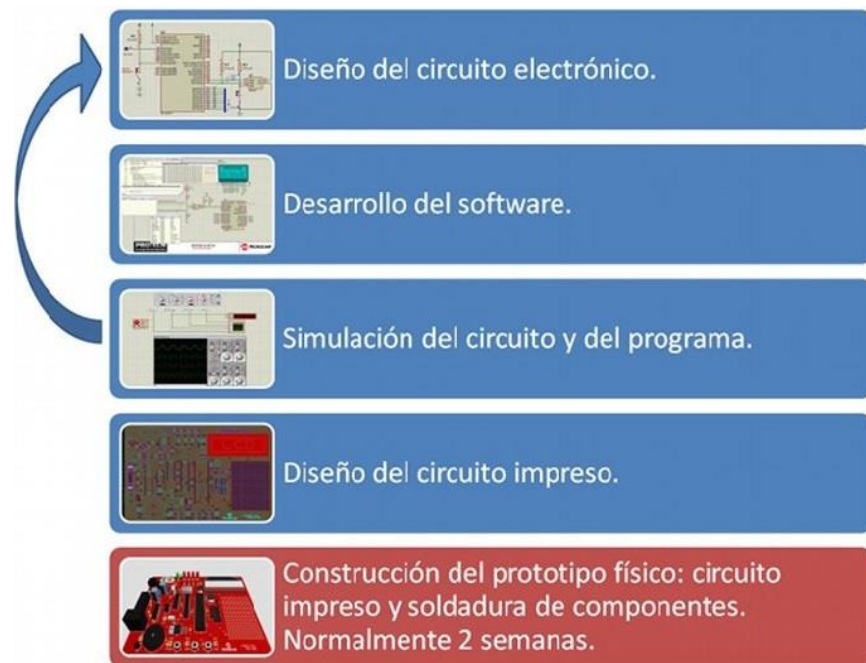 Diseño del circuito electrónico.
Desarrollo del software.
Simulación del circuito y del programa.
Diseño del circuito impreso.
Construcción del prototipo físico: circuito
impreso y soldadura de componentes.
Normalmente 2 semanas.